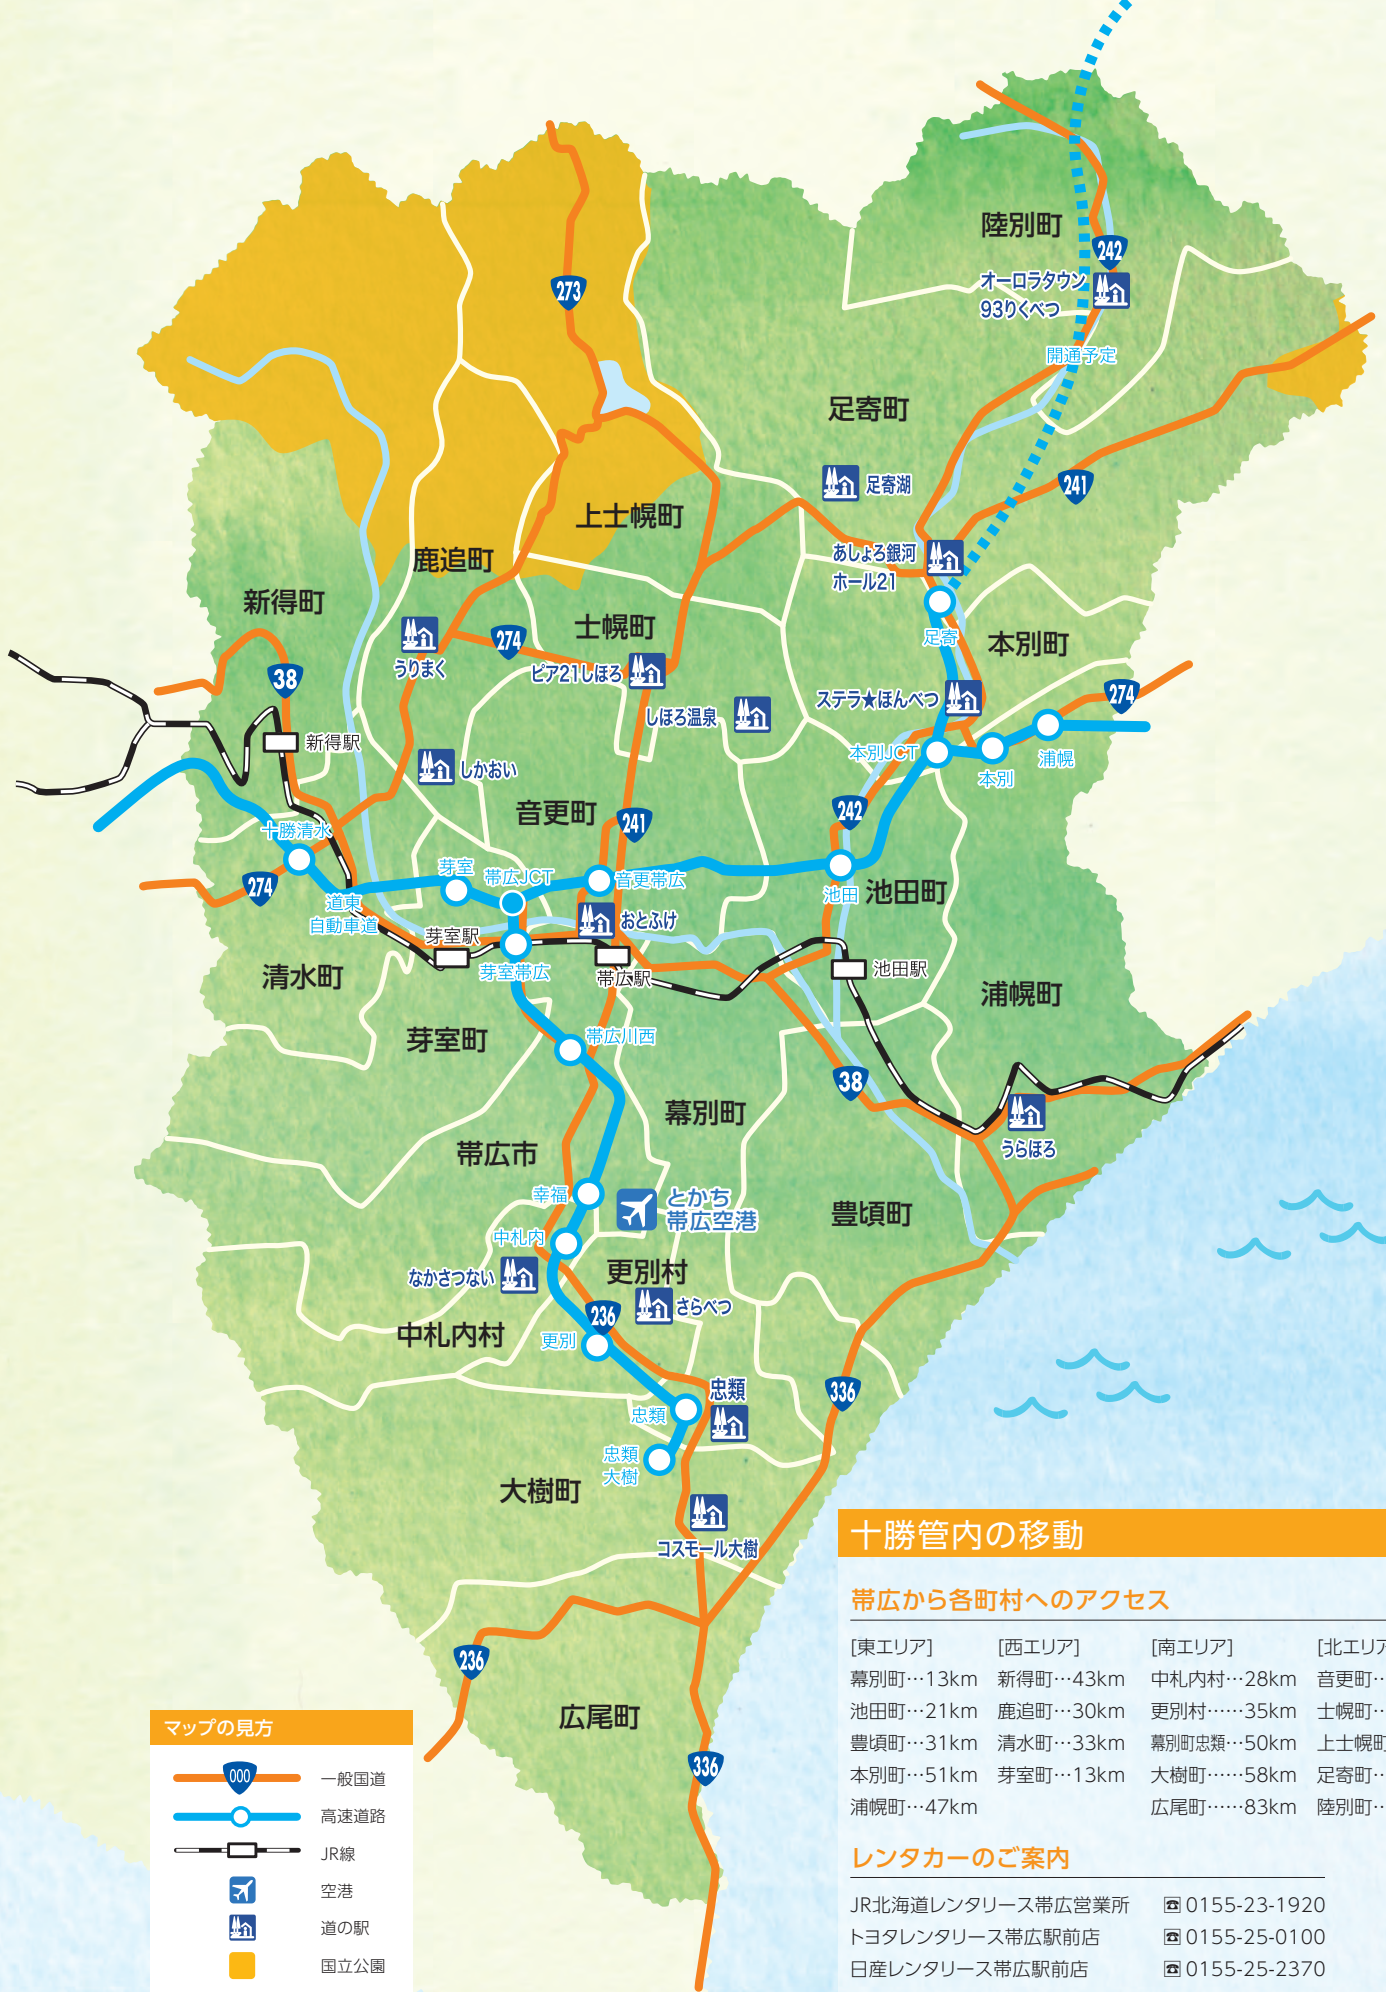 陸別町
242
オーロラタウン
93りくべつ
273
開通予定
足寄町
241
足寄湖
上士幌町
あしょろ銀河
ホール21
鹿追町
新得町
足寄
士幌町
本別町
274
38
うりまく
ピア21しほろ
ステラ★ほんべつ
274
しほろ温泉
新得駅
本別JCT
浦幌
本別
しかおい
音更町
241
242
十勝清水
芽室
帯広JCT
音更帯広
274
池田
池田町
道東
自動車道
おとふけ
芽室駅
清水町
芽室帯広
帯広駅
池田駅
浦幌町
芽室町
帯広川西
38
幕別町
うらほろ
帯広市
幸福
とかち
帯広空港
豊頃町
中札内
なかさつない
更別村
さらべつ
236
中札内村
更別
忠類
336
忠類
忠類
大樹
大樹町
コスモール大樹
236
広尾町
336
マップの見方
000
一般国道
高速道路
JR線
空港
道の駅
国立公園
十勝管内の移動
帯広から各町村へのアクセス
[東エリア] [西エリア] [南エリア] [北エリア
幕別町…13km 新得町…43km 中札内村…28km 音更町…
池田町…21km 鹿追町…30km 更別村……35km 士幌町…
豊頃町…31km 清水町…33km 幕別町忠類…50km 上士幌町
本別町…51km 芽室町…13km 大樹町……58km 足寄町…
浦幌町…47km 広尾町……83km 陸別町…
レンタカーのご案内
JR北海道レンタリース帯広営業所 ☎0155-23-1920
トヨタレンタリース帯広駅前店 ☎0155-25-0100
日産レンタリース帯広駅前店 ☎0155-25-2370